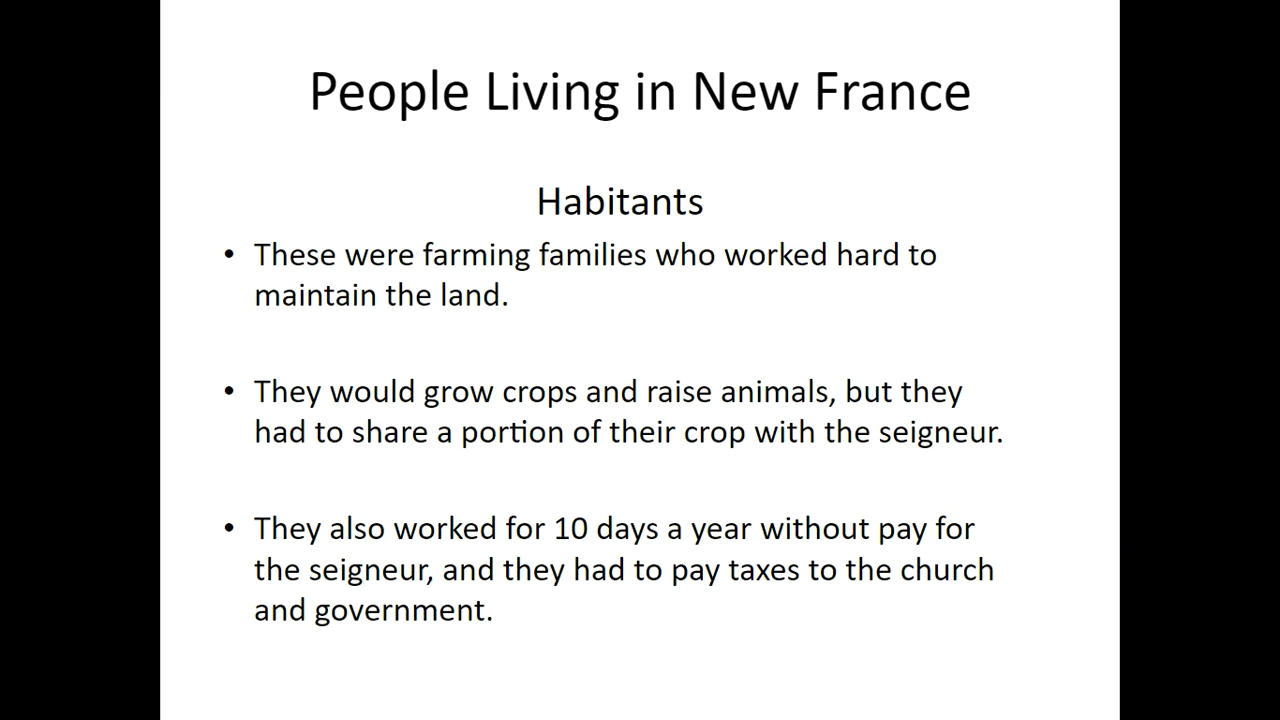 People Living in New France
Habitants
• These were farming families who worked hard to
maintain the land.
• They would grow crops and raise animals, but they
had to share a portion of their crop with the seigneur.
• They also worked for 10 days a year without pay for
the seigneur, and they had to pay taxes to the church
and government.